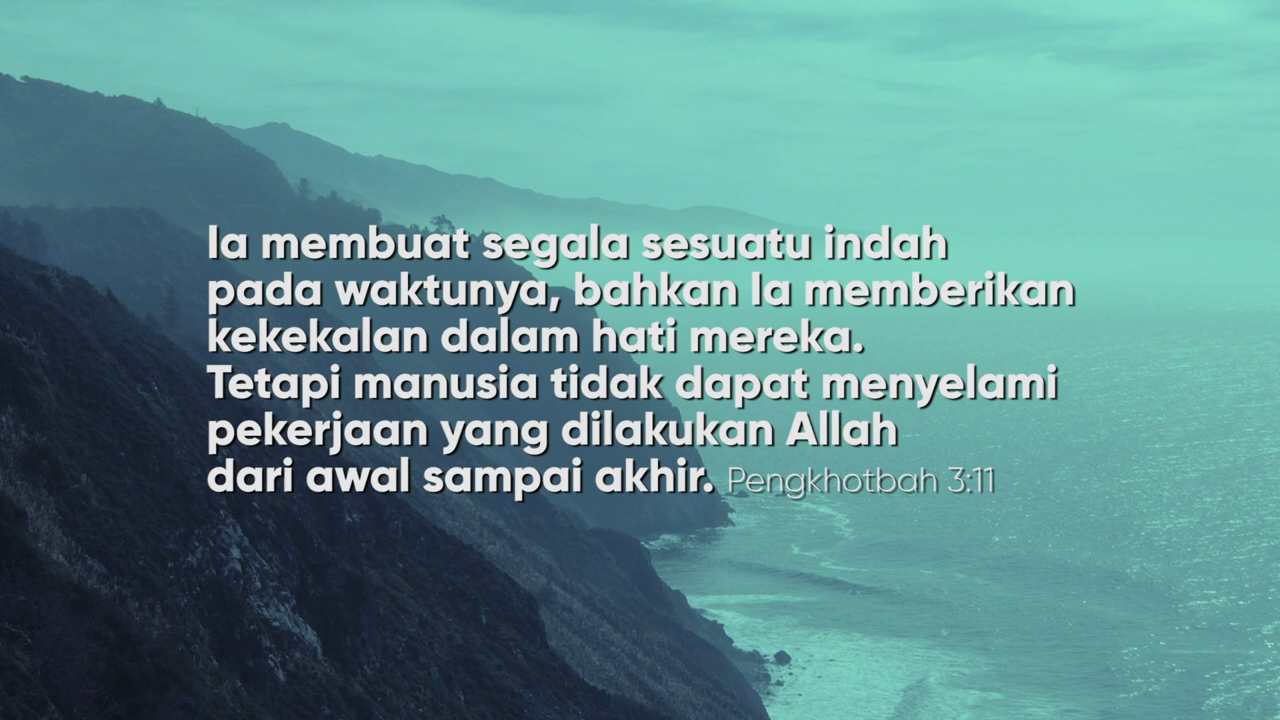 Ia membuat segala sesuatu indah
pada waktunya, bahkan Ia memberikan
kekekalan dalam hati mereka.
Tetapi manusia tidak dapat menyelami
pekerjaan yang dilakukan Allah
dari awal sampai akhir. Pengkhotbah 3:11